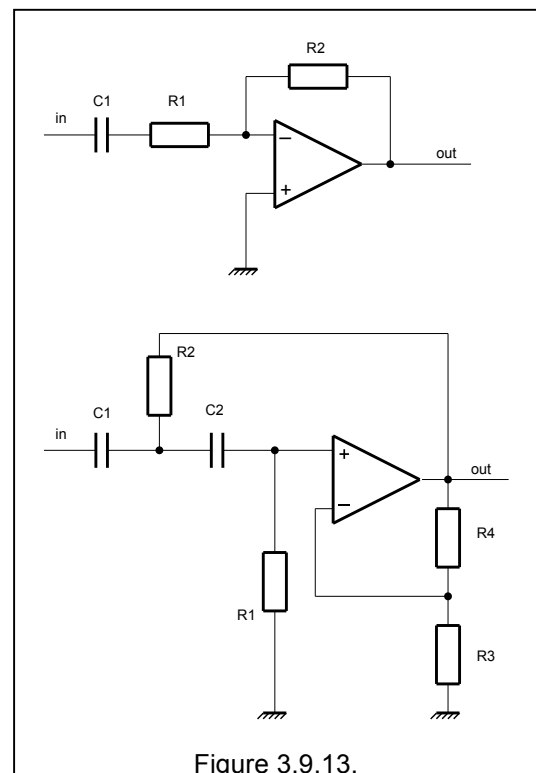 R2
C1
R1
in
−
out
+
R2
C1
C2
in
+
out
−
R4
R1
R3
Figure 3.9.13.